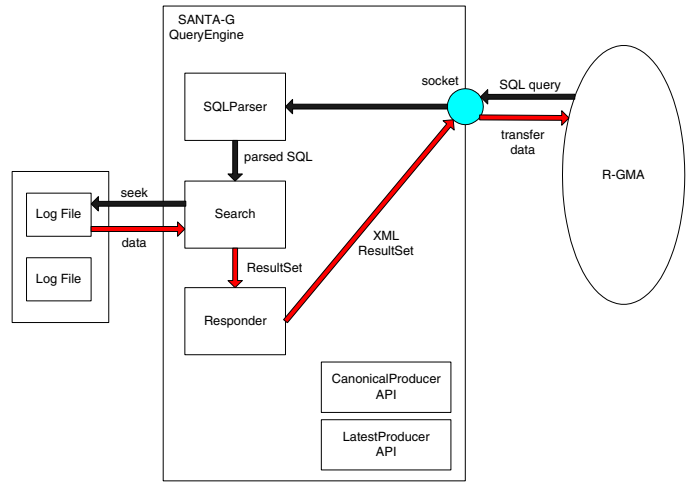 SANTA-G
QueryEngine
socket
SQL query
SQLParser
transfer
data
parsed SQL
R-GMA
seek
Log File
Search
data
XML
ResultSet
ResultSet
Log File
Responder
CanonicalProducer
API
LatestProducer
API